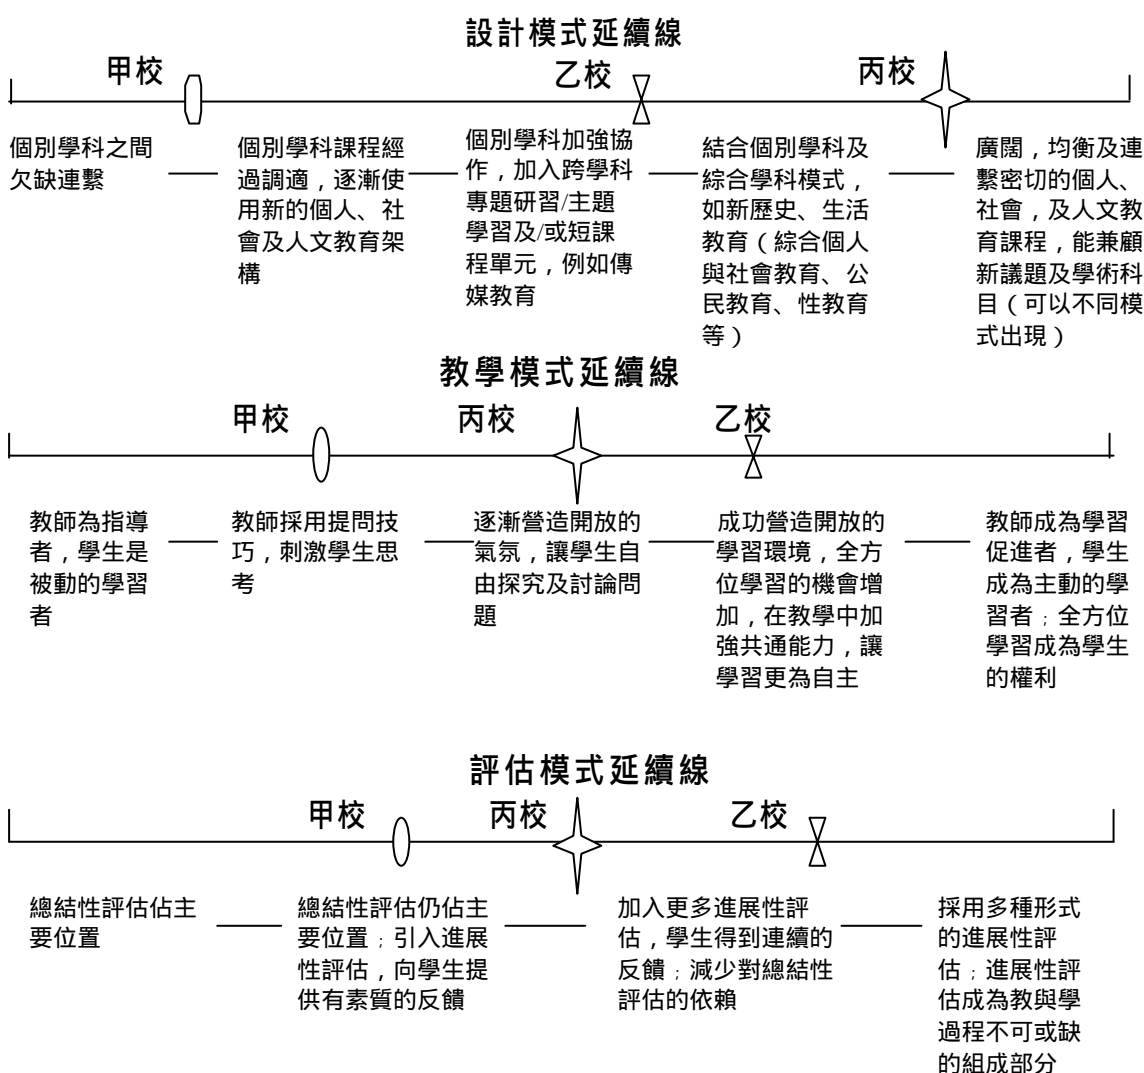 設計模式延續線
甲校
乙校
丙校
個別學科之間
欠缺連繫
個別學科課程經
過調適，逐漸使
用新的個人、社
會及人文教育架
構
個別學科加強協
作，加入跨學科
專題研習/主題
學習及/或短課
程單元，例如傳
媒教育
結合個別學科及
綜合學科模式，
如新歷史、生活
教育（綜合個人
與社會教育、公
民教育、性教育
等）
廣闊，均衡及連
繫密切的個人、
社會，及人文教
育課程，能兼顧
新議題及學術科
目（可以不同模
式出現）
教學模式延續線
甲校
丙校
乙校
教師為指導
者，學生是
被動的學習
者
教師採用提問技
巧，刺激學生思
考
逐漸營造開放的
氣氛，讓學生自
由探究及討論問
題
成功營造開放的
學習環境，全方
位學習的機會增
加，在教學中加
強共通能力，讓
學習更為自主
教師成為學習
促進者，學生
成為主動的學
習者；全方位
學習成為學生
的權利
評估模式延續線
甲校
丙校
乙校
總結性評估佔主
要位置
總結性評估仍佔主
要位置；引入進展
性評估，向學生提
供有素質的反饋
加入更多進展性評
估，學生得到連續的
反饋；減少對總結性
評估的依賴
採用多種形式
的進展性評
估；進展性評
估成為教與學
過程不可或缺
的組成部分